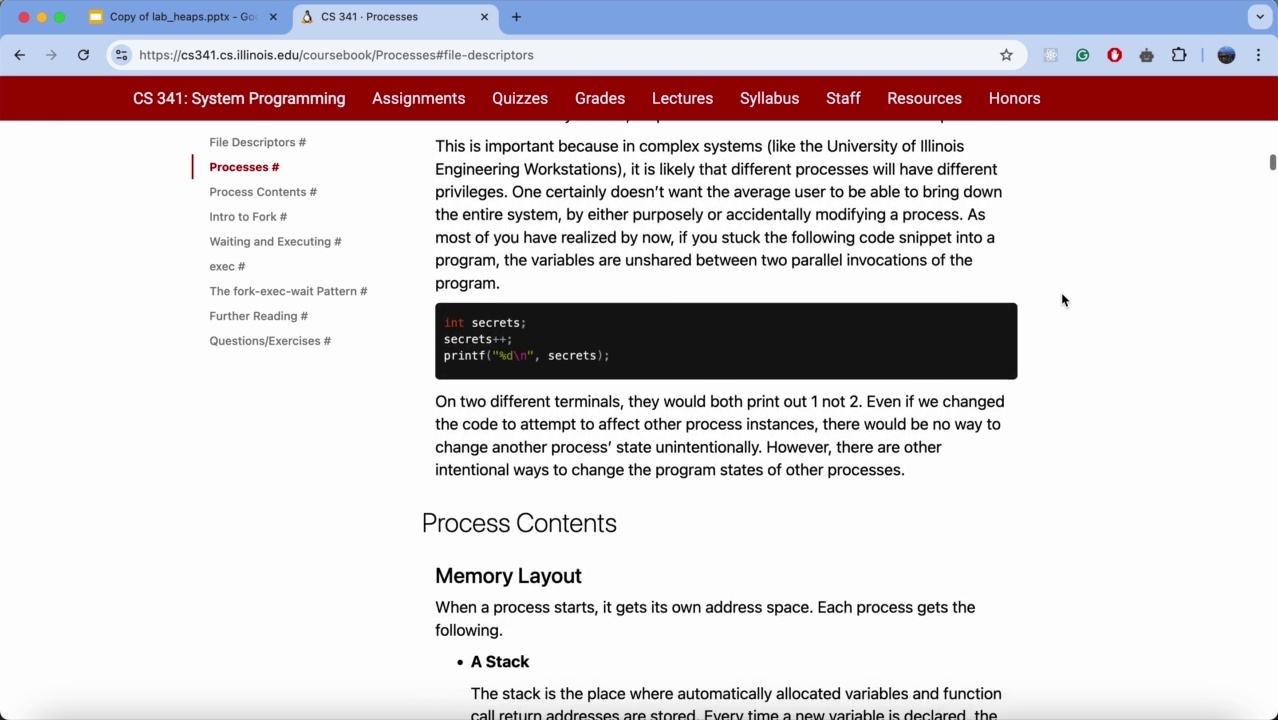 Copy of lab_heaps.pptx - Go
CS 341 · Processes
https://cs341.cs.illinois.edu/coursebook/Processes#file-descriptors
CS 341: System Programming Assignments Quizzes Grades Lectures Syllabus Staff Resources Honors
File Descriptors #
Processes #
Process Contents #
Intro to Fork #
Waiting and Executing #
exec #
The fork-exec-wait Pattern #
Further Reading #
Questions/Exercises #
This is important because in complex systems (like the University of Illinois
Engineering Workstations), it is likely that different processes will have different
privileges. One certainly doesn’t want the average user to be able to bring down
the entire system, by either purposely or accidentally modifying a process. As
most of you have realized by now, if you stuck the following code snippet into a
program, the variables are unshared between two parallel invocations of the
program.
int secrets;
secrets++;
printf("%d\n", secrets);
On two different terminals, they would both print out 1 not 2. Even if we changed
the code to attempt to affect other process instances, there would be no way to
change another process’ state unintentionally. However, there are other
intentional ways to change the program states of other processes.
Process Contents
Memory Layout
When a process starts, it gets its own address space. Each process gets the
following.
• A Stack
The stack is the place where automatically allocated variables and function
call return addresses are stored. Every time a new variable is declared, the